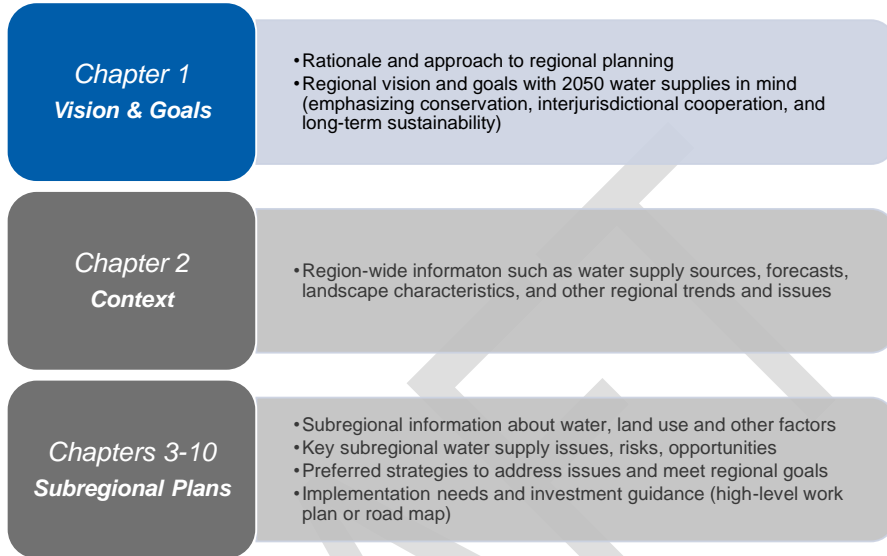 Chapter 1
Vision & Goals
•Rationale and approach to regional planning
•Regional vision and goals with 2050 water supplies in mind
(emphasizing conservation, interjurisdictional cooperation, and
long-term sustainability)
Chapter 2
Context
•Region-wide informaton such as water supply sources, forecasts,
landscape characteristics, and other regional trends and issues
Chapters 3-10
Subregional Plans
•Subregional information about water, land use and other factors
•Key subregional water supply issues, risks, opportunities
•Preferred strategies to address issues and meet regional goals
•Implementation needs and investment guidance (high-level work
plan or road map)